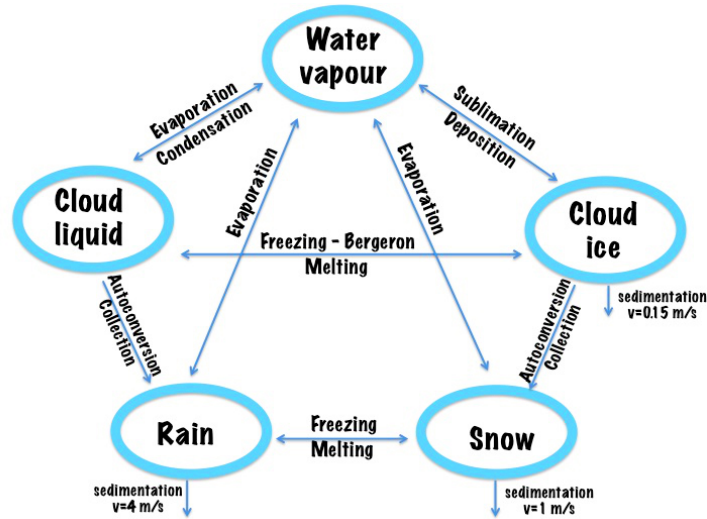 Water
vapour
Evaporation
Condensation
Sublimation
Deposition
Cloud
liquid
Evaporation
Evaporation
Cloud
ice
Freezing - Bergeron
Melting
sedimentation
v=0.15 m/s
Autoconversion
Collection
Autoconversion
Collection
Rain
Freezing
Melting
Snow
sedimentation
v=4 m/s
sedimentation
v=1 m/s